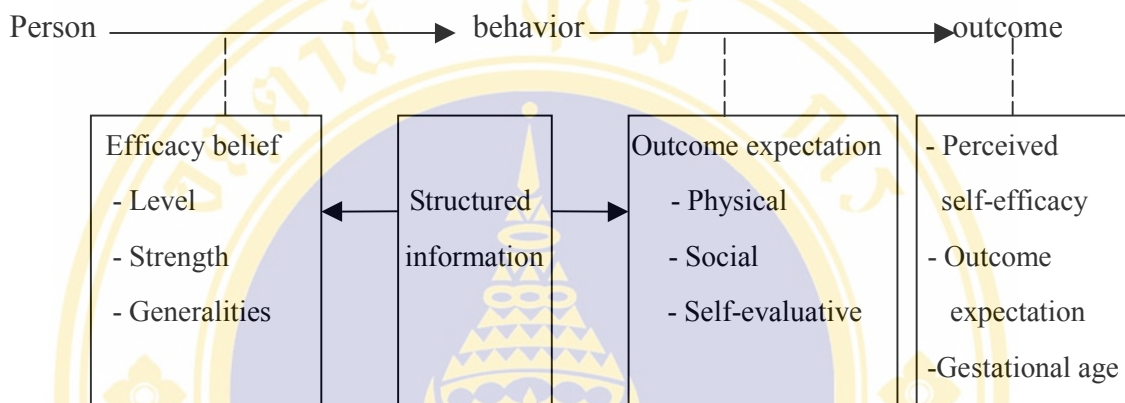 Person behavior outcome
Efficacy belief
- Level
- Strength
- Generalities
Structured
information
Outcome expectation
- Physical
- Social
- Self-evaluative
- Perceived
self-efficacy
- Outcome
expectation
-Gestational age